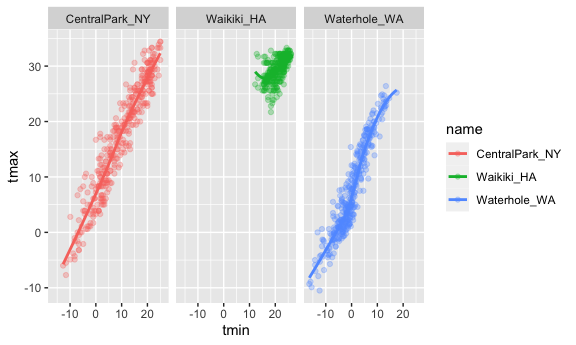 CentralPark_NY Waikiki_HA Waterhole_WA
30
20
10
0
-10
tmax
-10 0 10 20 -10 0 10 20 -10 0 10 20
tmin
name
CentralPark_NY
Waikiki_HA
Waterhole_WA